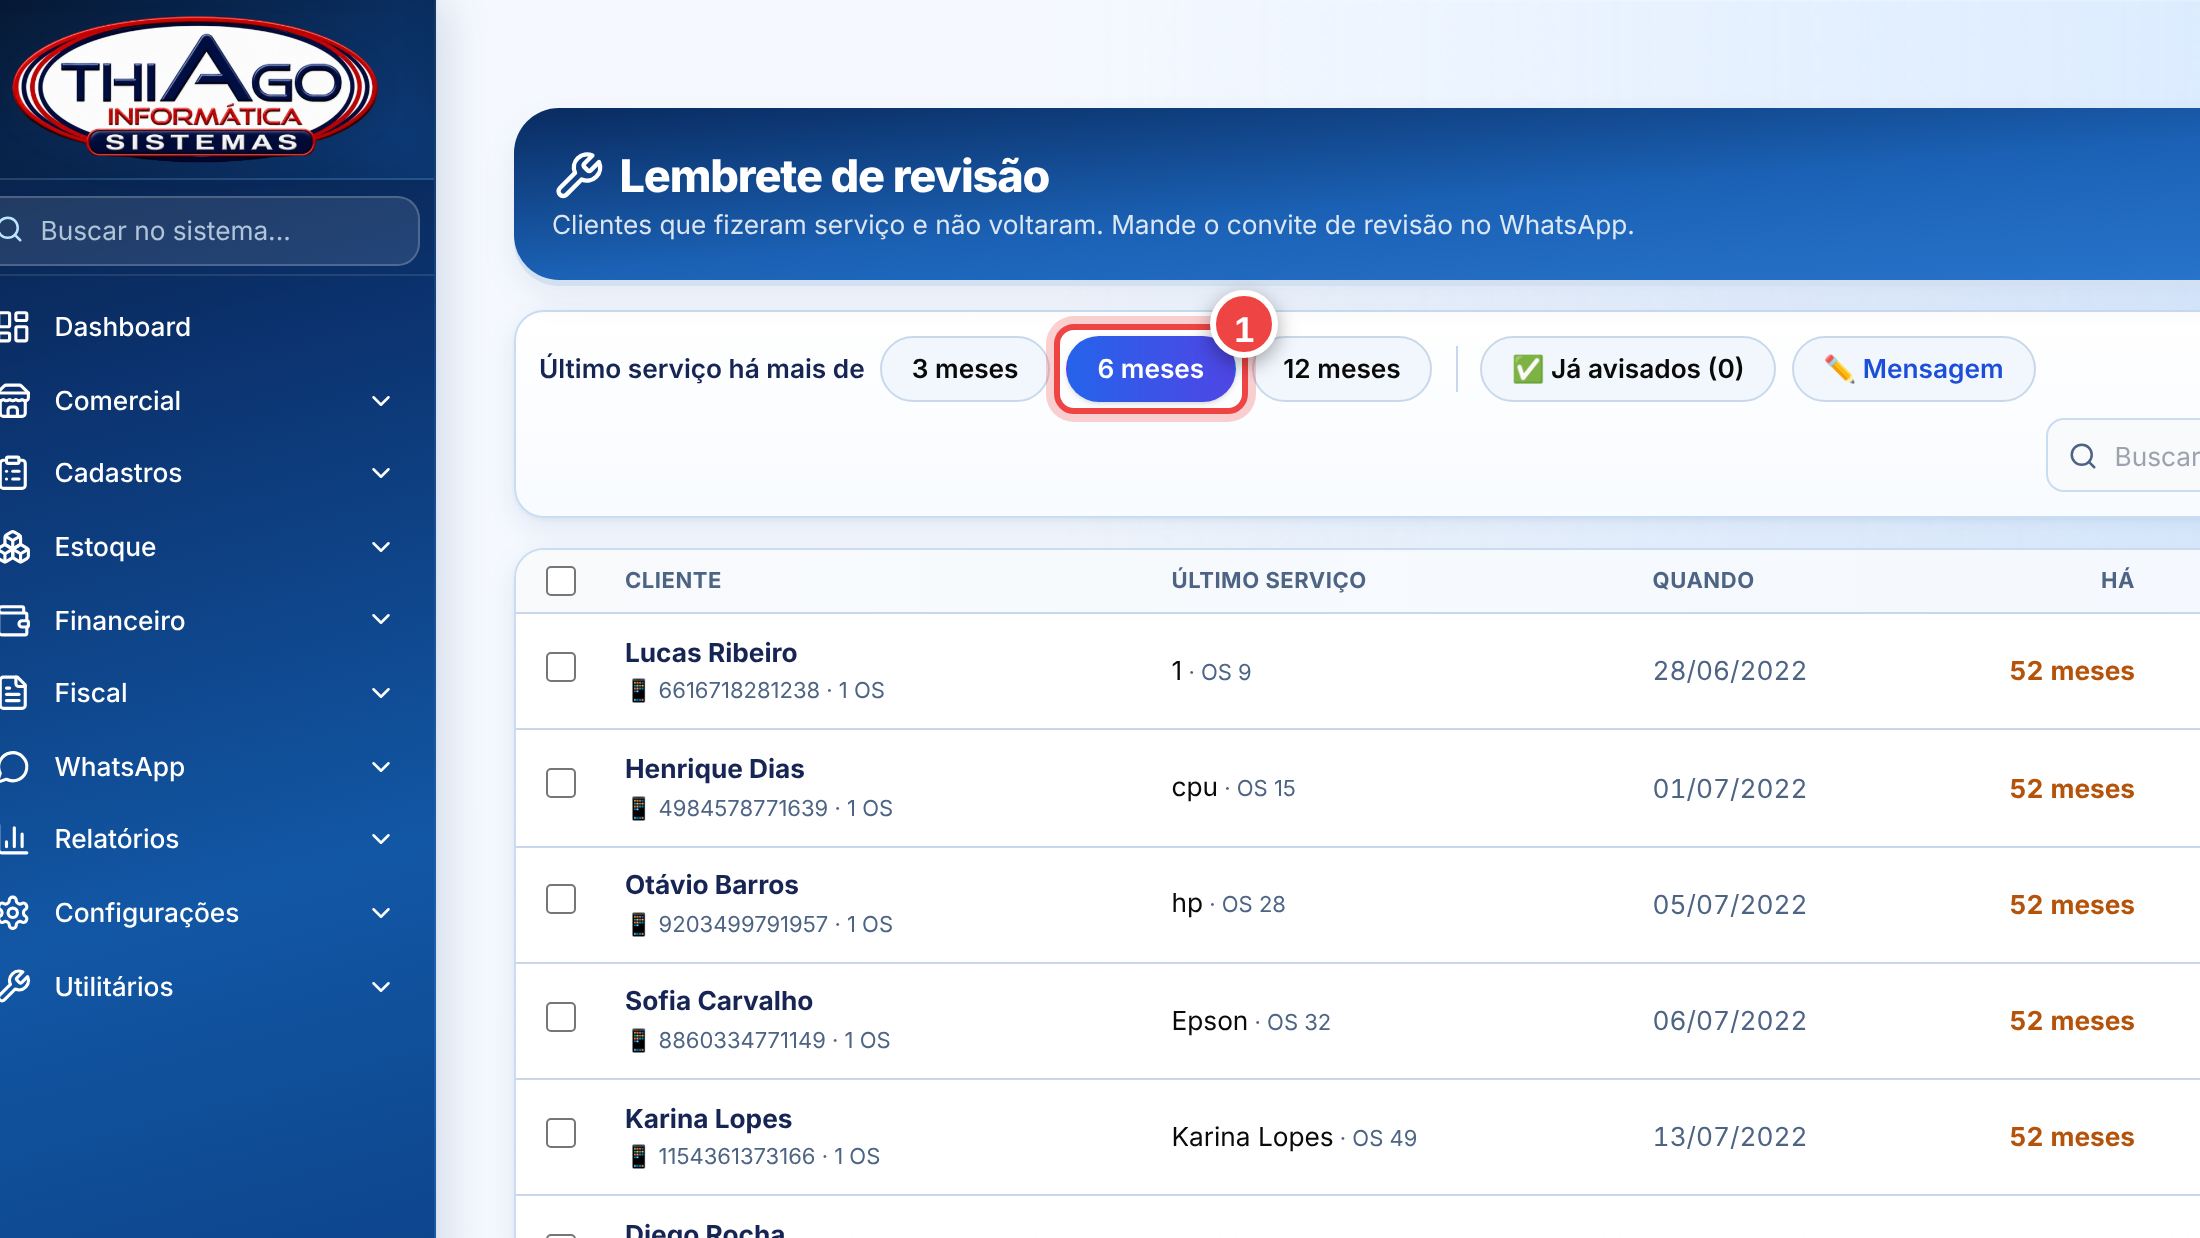 THIAGO
INFORMÁTICA
SISTEMAS
Buscar no sistema...
Dashboard
Comercial
Cadastros
Estoque
Financeiro
Fiscal
WhatsApp
Relatórios
Configurações
Utilitários
Lembrete de revisão
Clientes que fizeram serviço e não voltaram. Mande o convite de revisão no WhatsApp.
Último serviço há mais de 3 meses 6 meses 1 12 meses ✅ Já avisados (0) ✏️ Mensagem
Buscar
CLIENTE ÚLTIMO SERVIÇO QUANDO HÁ
Lucas Ribeiro
📱 6616718281238 · 1 OS
1 · OS 9 28/06/2022 52 meses
Henrique Dias
📱 4984578771639 · 1 OS
cpu · OS 15 01/07/2022 52 meses
Otávio Barros
📱 9203499791957 · 1 OS
hp · OS 28 05/07/2022 52 meses
Sofia Carvalho
📱 8860334771149 · 1 OS
Epson · OS 32 06/07/2022 52 meses
Karina Lopes
📱 1154361373166 · 1 OS
Karina Lopes · OS 49 13/07/2022 52 meses
Diego Rocha